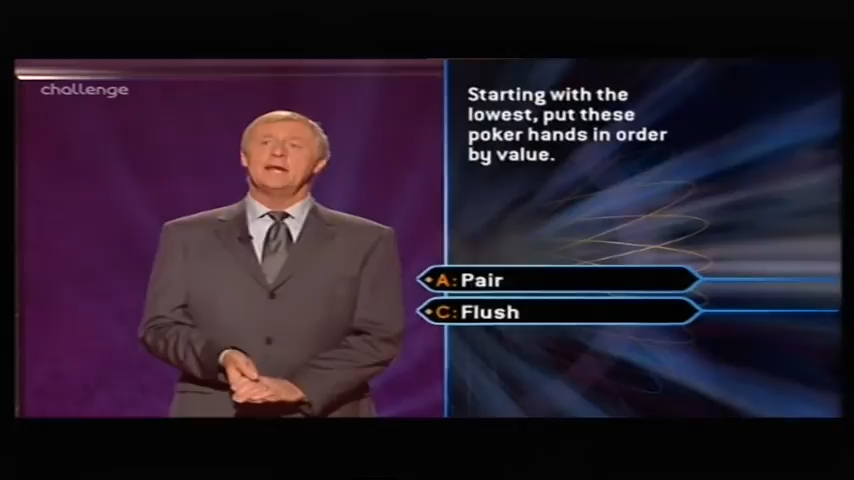 challenge
Starting with the
lowest, put these
poker hands in order
by value.
A: Pair
C: Flush